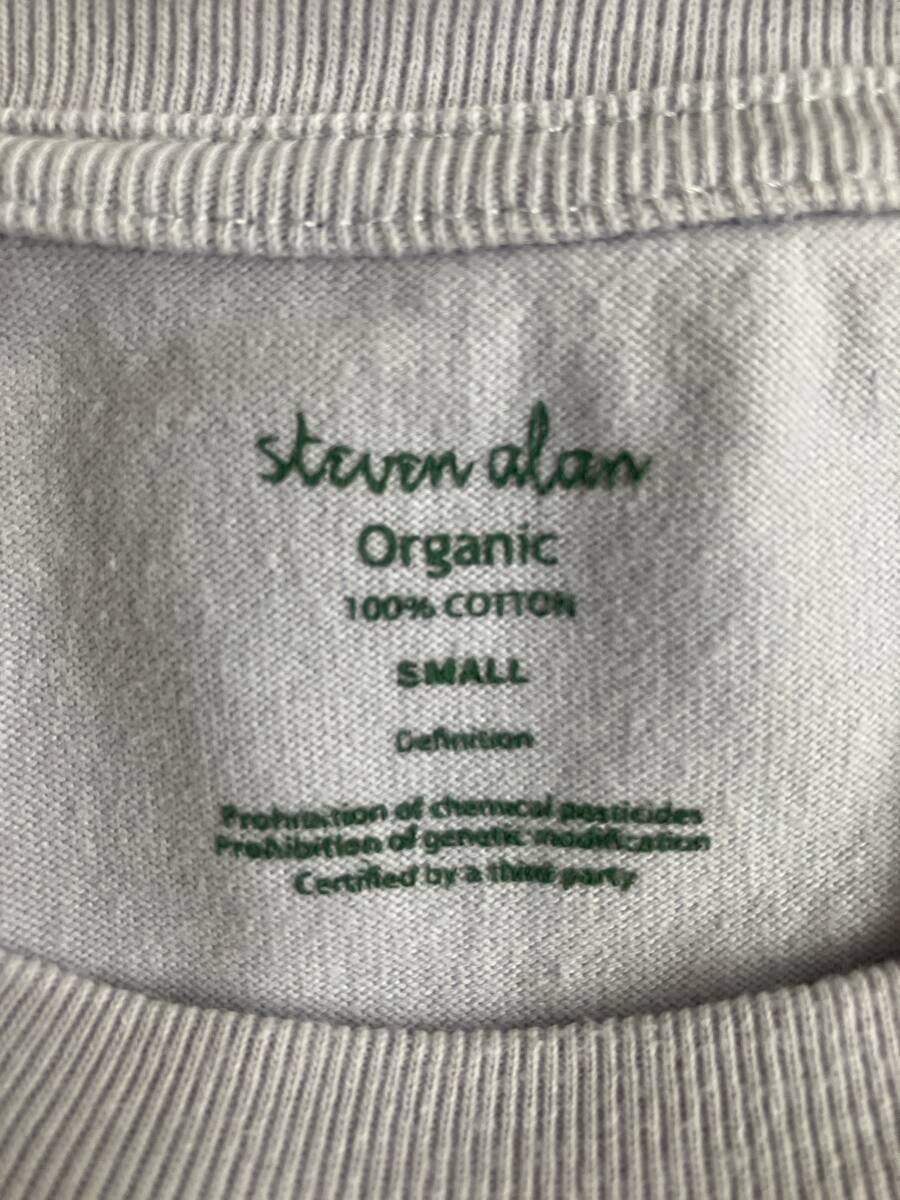 steven alan
Organic
100% COTTON
SMALL
Definition
Prohibition of chemical pesticides
Prohibition of genetic modification
Certified by a third party